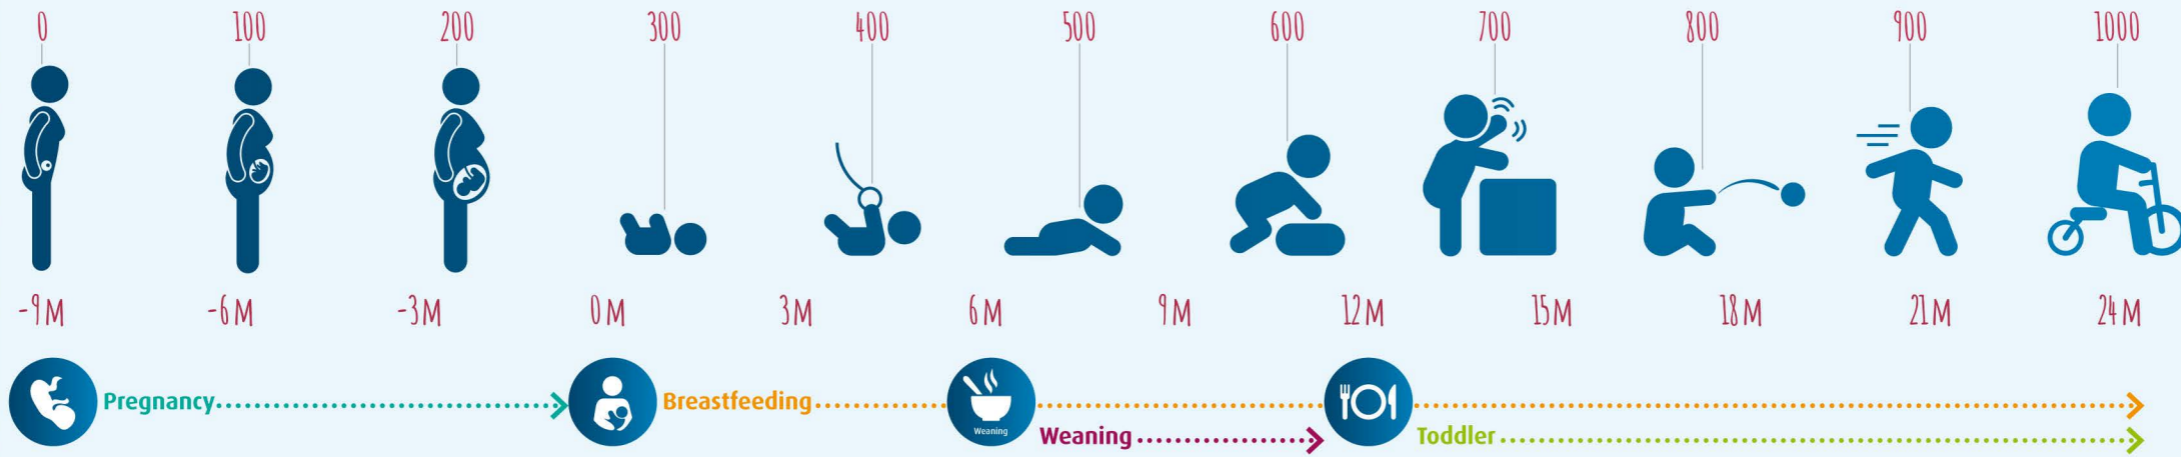 0 100 200 300 400 500 600 700 800 900 1000
-9M -6M -3M 0M 3M 6M 9M 12M 15M 18M 21M 24M
Pregnancy
Breastfeeding
Weaning
Weaning
Toddler